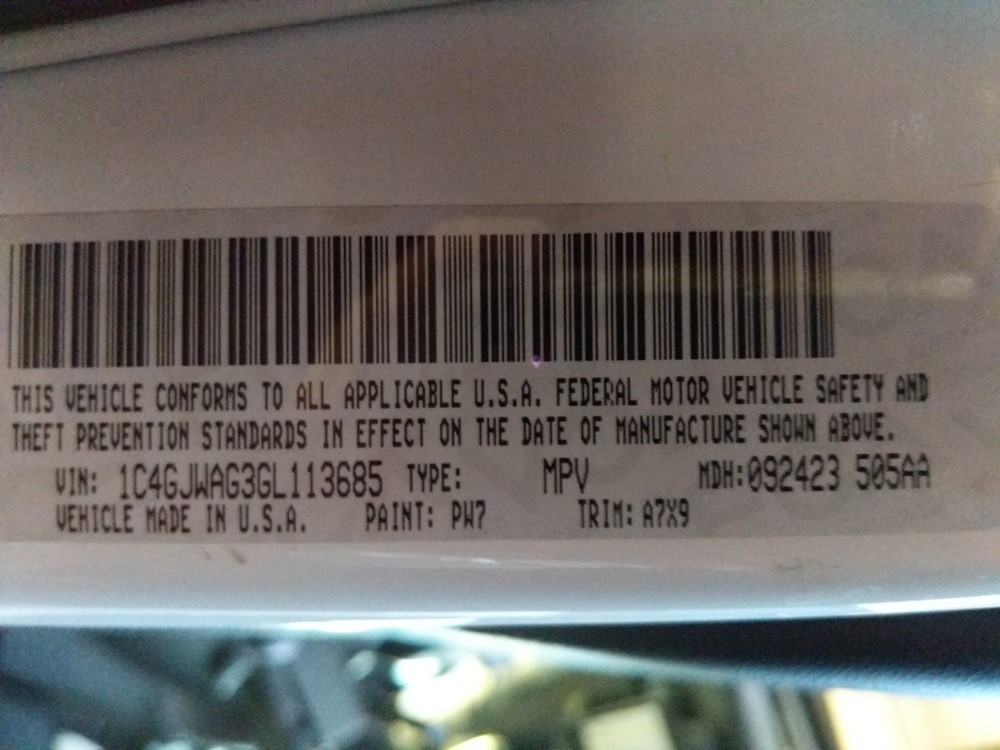 THIS VEHICLE CONFORMS TO ALL APPLICABLE U.S.A. FEDERAL MOTOR VEHICLE SAFETY AND
THEFT PREVENTION STANDARDS IN EFFECT ON THE DATE OF MANUFACTURE SHOWN ABOVE.
VIN: 1C4GJWAG3GL113685 TYPE: MPV MDH:092423 505AA
VEHICLE MADE IN U.S.A. PAINT: PW7 TRIM: A7X9